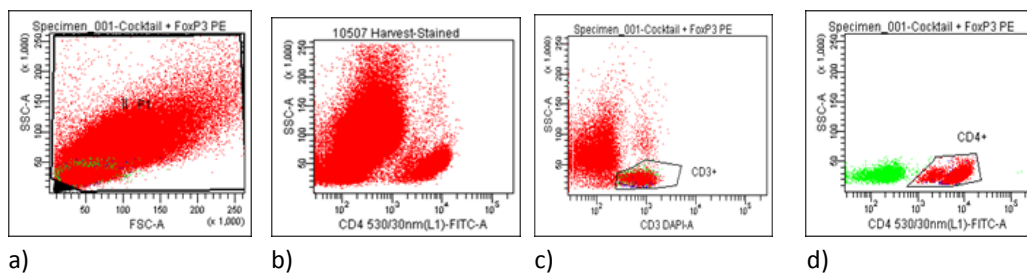 Specimen_001-Cocktail + FoxP3 PE
SSC-A
(x 1,000)
50 100 150 200 250
50 100 150 200 250
(x 1,000)
FSC-A
a)
10507 Harvest-Stained
SSC-A
(x 1,000)
50 100 150 200 250
10² 10³ 10⁴ 10⁵
CD4 530/30nm(L1)-FITC-A
b)
Specimen_001-Cocktail + FoxP3 PE
SSC-A
(x 1,000)
50 100 150 200 250
CD3+
10² 10³ 10⁴ 10⁵
CD3 DAPI-A
c)
Specimen_001-Cocktail + FoxP3 PE
SSC-A
(x 1,000)
50 100 150 200 250
CD4+
10² 10³ 10⁴ 10⁵
CD4 530/30nm(L1)-FITC-A
d)